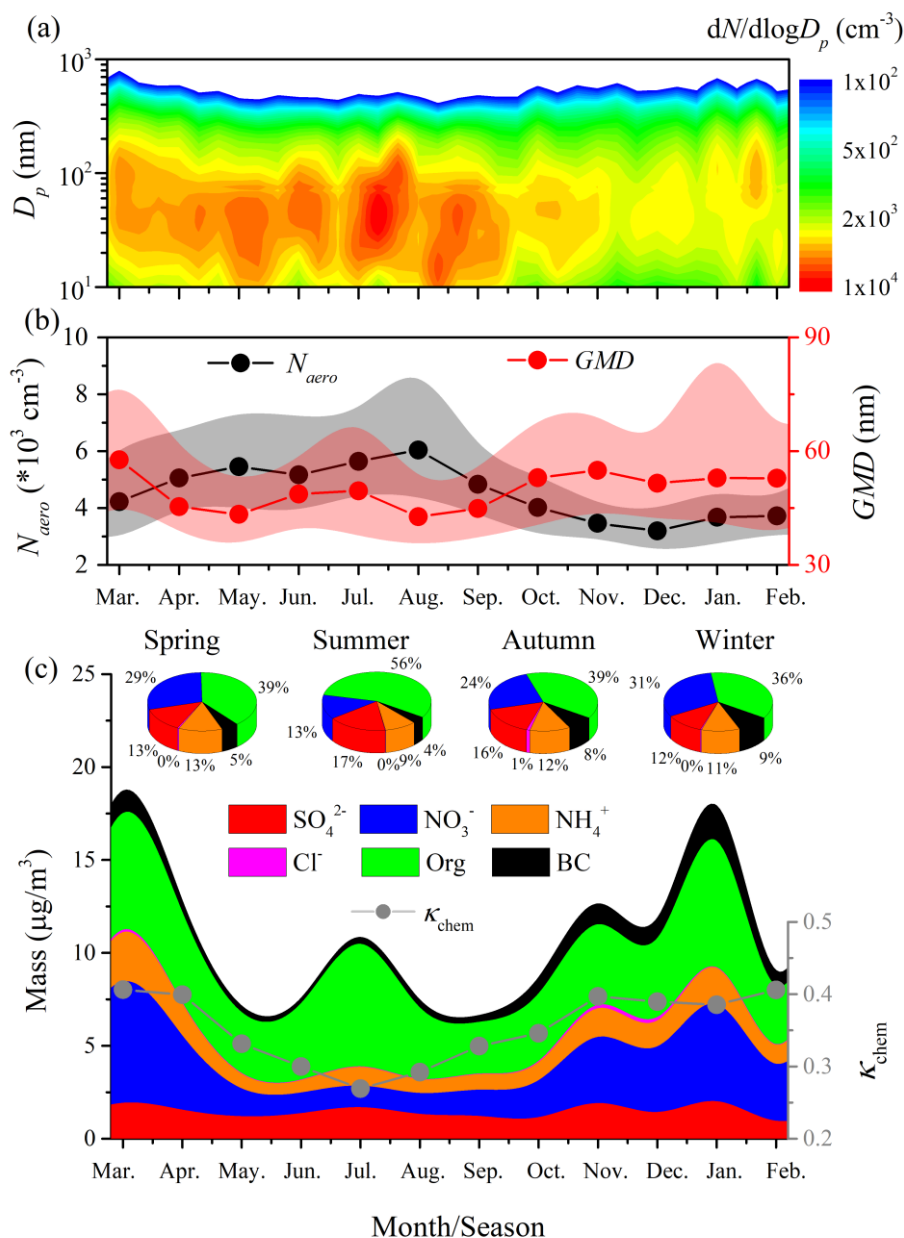 (a)
dN/dlogDp (cm⁻³)
10³
10²
10¹
Dp (nm)
1x10²
5x10²
2x10³
1x10⁴
(b)
10
8
6
4
2
Naero (*10³ cm⁻³)
Naero
GMD
90
60
30
GMD (nm)
Mar. Apr. May. Jun. Jul. Aug. Sep. Oct. Nov. Dec. Jan. Feb.
Spring Summer Autumn Winter
(c)
29% 39% 13% 0% 13% 5%
56% 13% 17% 0% 9% 4%
24% 39% 16% 1% 12% 8%
31% 36% 12% 0% 11% 9%
SO₄²⁻ NO₃⁻ NH₄⁺
Cl⁻ Org BC
κchem
25
20
15
10
5
0
Mass (μg/m³)
0.5
0.4
0.3
0.2
κchem
Mar. Apr. May. Jun. Jul. Aug. Sep. Oct. Nov. Dec. Jan. Feb.
Month/Season